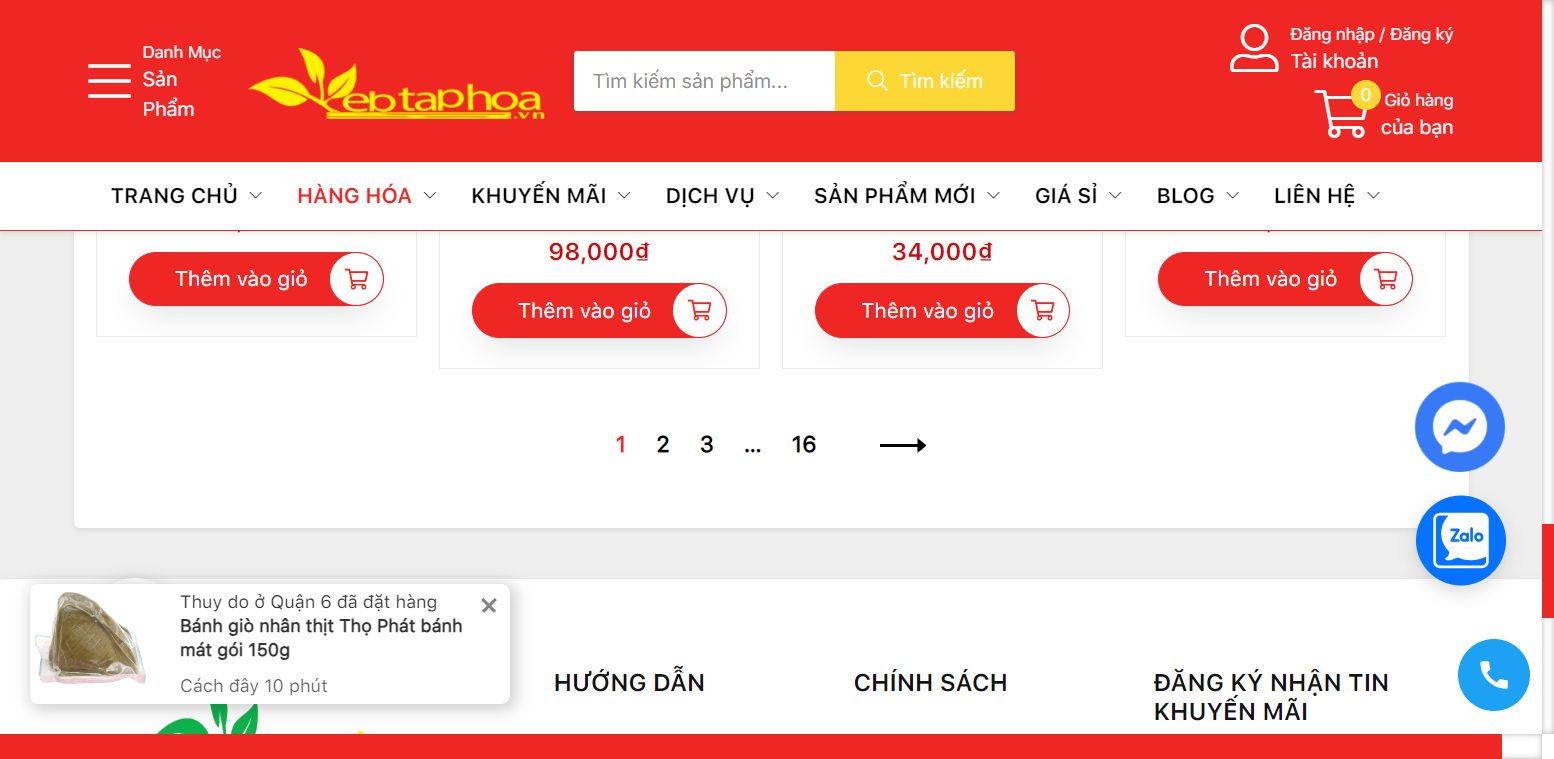 Danh Mục
Sản
Phẩm
ebtaphoa
.vn
Tìm kiếm sản phẩm...
Tìm kiếm
Đăng nhập / Đăng ký
Tài khoản
0
Giỏ hàng
của bạn
TRANG CHỦ
HÀNG HÓA
KHUYẾN MÃI
DỊCH VỤ
SẢN PHẨM MỚI
GIÁ SỈ
BLOG
LIÊN HỆ
98,000₫
34,000₫
Thêm vào giỏ
Thêm vào giỏ
Thêm vào giỏ
Thêm vào giỏ
1 2 3 ... 16
Zalo
Thuy do ở Quận 6 đã đặt hàng
Bánh giò nhân thịt Thọ Phát bánh
mát gói 150g
Cách đây 10 phút
HƯỚNG DẪN
CHÍNH SÁCH
ĐĂNG KÝ NHẬN TIN
KHUYẾN MÃI